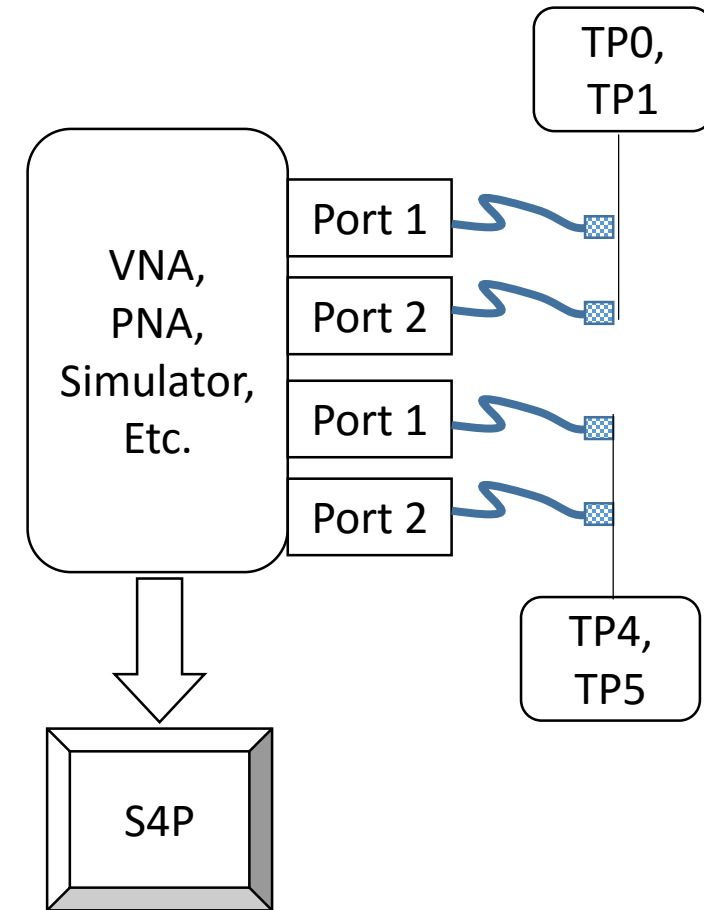 TP0,
TP1
VNA,
PNA,
Simulator,
Etc.
Port 1
Port 2
Port 1
Port 2
TP4,
TP5
S4P